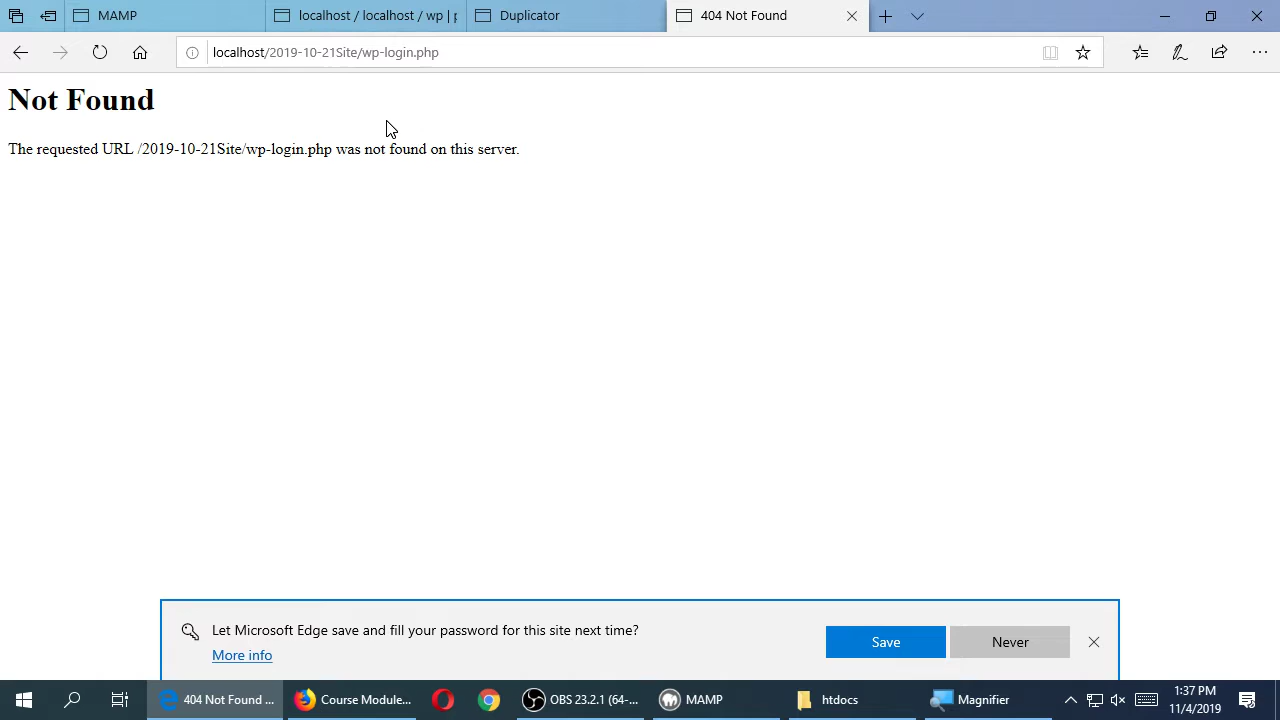 MAMP
localhost / localhost / wp | p
Duplicator
404 Not Found
localhost/2019-10-21Site/wp-login.php
Not Found
The requested URL /2019-10-21Site/wp-login.php was not found on this server.
Let Microsoft Edge save and fill your password for this site next time?
More info
Save
Never
404 Not Found ...
Course Module...
OBS 23.2.1 (64-...
MAMP
htdocs
Magnifier
1:37 PM
11/4/2019